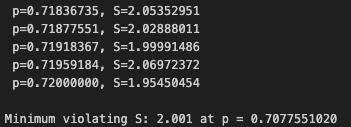 p=0.71836735, S=2.05352951
p=0.71877551, S=2.02888011
p=0.71918367, S=1.99991486
p=0.71959184, S=2.06972372
p=0.72000000, S=1.95450454
Minimum violating S: 2.001 at p = 0.7077551020